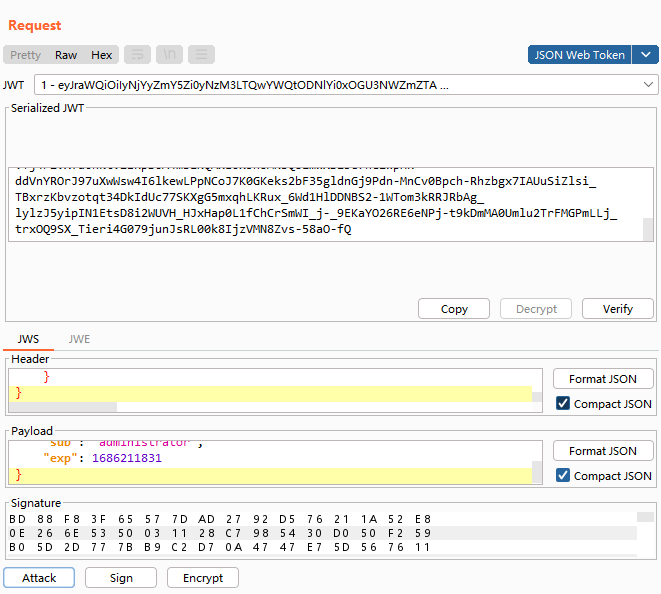 Request
Pretty Raw Hex \n JSON Web Token
JWT 1 - eyJraWQiOiIyNjYyZmY5Zi0yNzM3LTQwYWQtODNlYi0xOGU3NWZmZTA ...
Serialized JWT
ddVnYROrJ97uXwWsw4I6lkewLPpNCoJ7K0GKeks2bF35gldnGj9Pdn-MnCv0Bpch-Rhzbgx7IAUuSiZlsi_
TBxrzKbvzotqt34DkIdUc77SKXgG5mxqhLKRux_6Wd1HlDDNBS2-1WTom3kRRJRbAg_
lylzJ5yipIN1EtsD8i2WUVH_HJxHap0L1fChCrSmWI_j-_9EKaYO26RE6eNPj-t9kDmMA0Umlu2TrFMGPmLLj_
trxOQ9SX_Tieri4G079junJsRL00k8IjzVMN8Zvs-58aO-fQ
Copy Decrypt Verify
JWS JWE
Header
}
}
Format JSON
Compact JSON
Payload
"sub": "administrator",
"exp": 1686211831
}
Format JSON
Compact JSON
Signature
BD 88 F8 3F 65 57 7D AD 27 92 D5 76 21 1A 52 E8
0E 26 6E 53 50 03 11 28 C7 98 54 30 D0 50 F2 59
B0 5D 2D 77 7B B9 C2 D7 0A 47 47 E7 5D 56 76 11
Attack Sign Encrypt